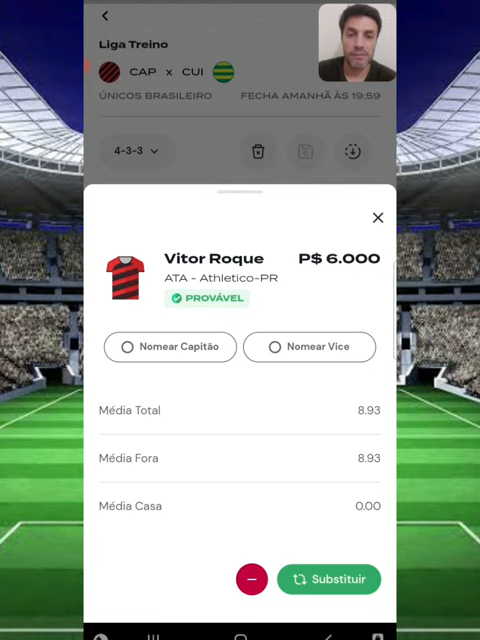 Liga Treino
CAP x CUI
ÚNICOS BRASILEIRO FECHA AMANHÃ ÀS 19:59
4-3-3
Vitor Roque P$ 6.000
ATA - Athletico-PR
PROVÁVEL
Nomear Capitão Nomear Vice
Média Total 8.93
Média Fora 8.93
Média Casa 0.00
Substituir